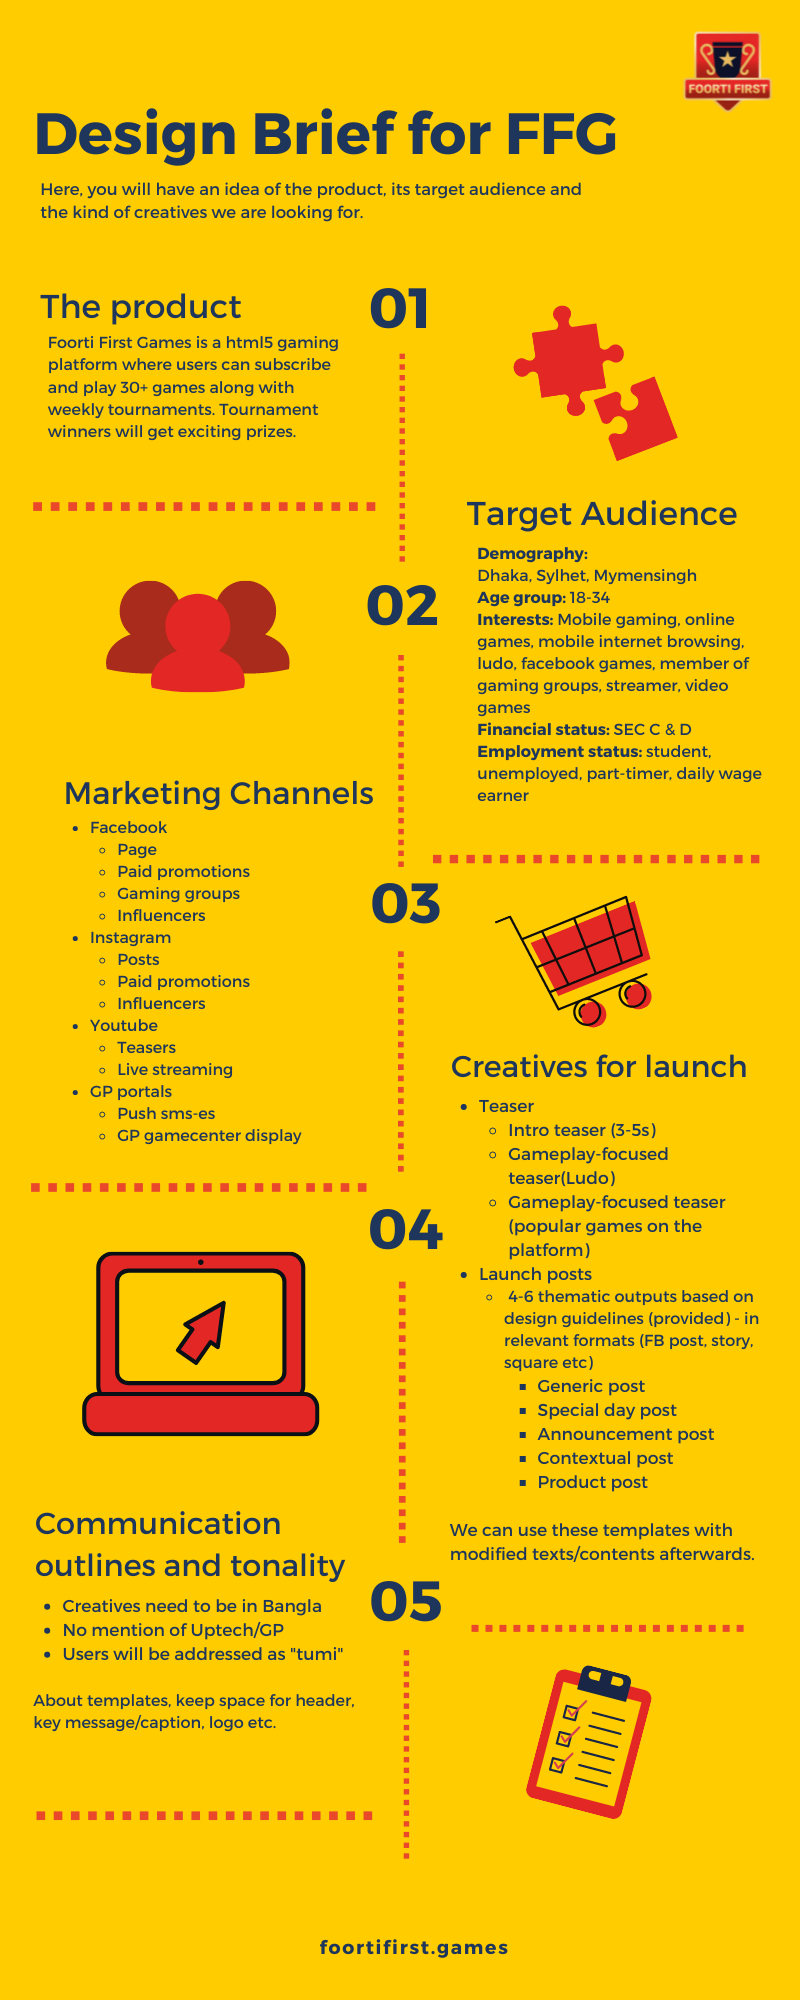 FOORTI FIRST
Design Brief for FFG
Here, you will have an idea of the product, its target audience and
the kind of creatives we are looking for.
01
The product
Foorti First Games is a html5 gaming
platform where users can subscribe
and play 30+ games along with
weekly tournaments. Tournament
winners will get exciting prizes.
02
Target Audience
Demography:
Dhaka, Sylhet, Mymensingh
Age group: 18-34
Interests: Mobile gaming, online
games, mobile internet browsing,
ludo, facebook games, member of
gaming groups, streamer, video
games
Financial status: SEC C & D
Employment status: student,
unemployed, part-timer, daily wage
earner
03
Marketing Channels
• Facebook
◦ Page
◦ Paid promotions
◦ Gaming groups
◦ Influencers
• Instagram
◦ Posts
◦ Paid promotions
◦ Influencers
• Youtube
◦ Teasers
◦ Live streaming
• GP portals
◦ Push sms-es
◦ GP gamecenter display
04
Creatives for launch
• Teaser
◦ Intro teaser (3-5s)
◦ Gameplay-focused
teaser(Ludo)
◦ Gameplay-focused teaser
(popular games on the
platform)
• Launch posts
◦ 4-6 thematic outputs based on
design guidelines (provided) - in
relevant formats (FB post, story,
square etc)
▪ Generic post
▪ Special day post
▪ Announcement post
▪ Contextual post
▪ Product post
We can use these templates with
modified texts/contents afterwards.
05
Communication
outlines and tonality
• Creatives need to be in Bangla
• No mention of Uptech/GP
• Users will be addressed as "tumi"
About templates, keep space for header,
key message/caption, logo etc.
foortifirst.games